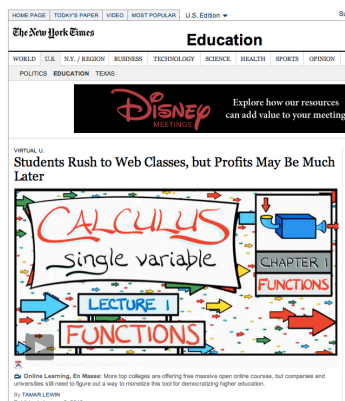 HOME PAGE TODAY'S PAPER VIDEO MOST POPULAR U.S. Edition
The New York Times
Education
WORLD U.S. N.Y. / REGION BUSINESS TECHNOLOGY SCIENCE HEALTH SPORTS OPINION
POLITICS EDUCATION TEXAS
DISNEY
MEETINGS
Explore how our resources
can add value to your meeting
VIRTUAL U.
Students Rush to Web Classes, but Profits May Be Much
Later
CALCULUS
single variable
CHAPTER 1
FUNCTIONS
LECTURE 1
FUNCTIONS
Online Learning, En Masse: More top colleges are offering free massive open online courses, but companies and
universities still need to figure out a way to monetize this tool for democratizing higher education.
By TAMAR LEWIN